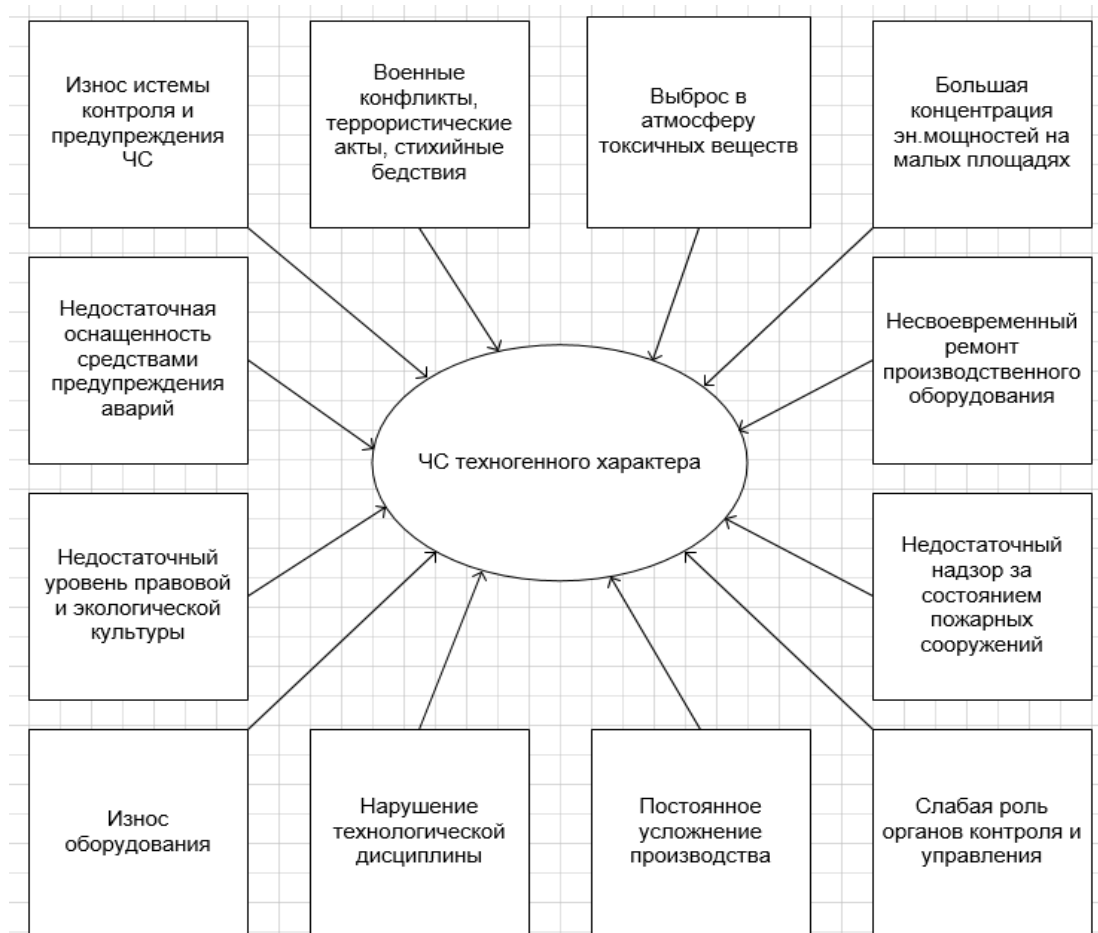 Износ истемы
контроля и
предупреждения
ЧС
Военные
конфликты,
террористические
акты, стихийные
бедствия
Выброс в
атмосферу
токсичных веществ
Большая
концентрация
эн.мощностей на
малых площадях
Недостаточная
оснащенность
средствами
предупреждения
аварий
Несвоевременный
ремонт
производственного
оборудования
ЧС техногенного характера
Недостаточный
уровень правовой
и экологической
культуры
Недостаточный
надзор за
состоянием
пожарных
сооружений
Износ
оборудования
Нарушение
технологической
дисциплины
Постоянное
усложнение
производства
Слабая роль
органов контроля и
управления